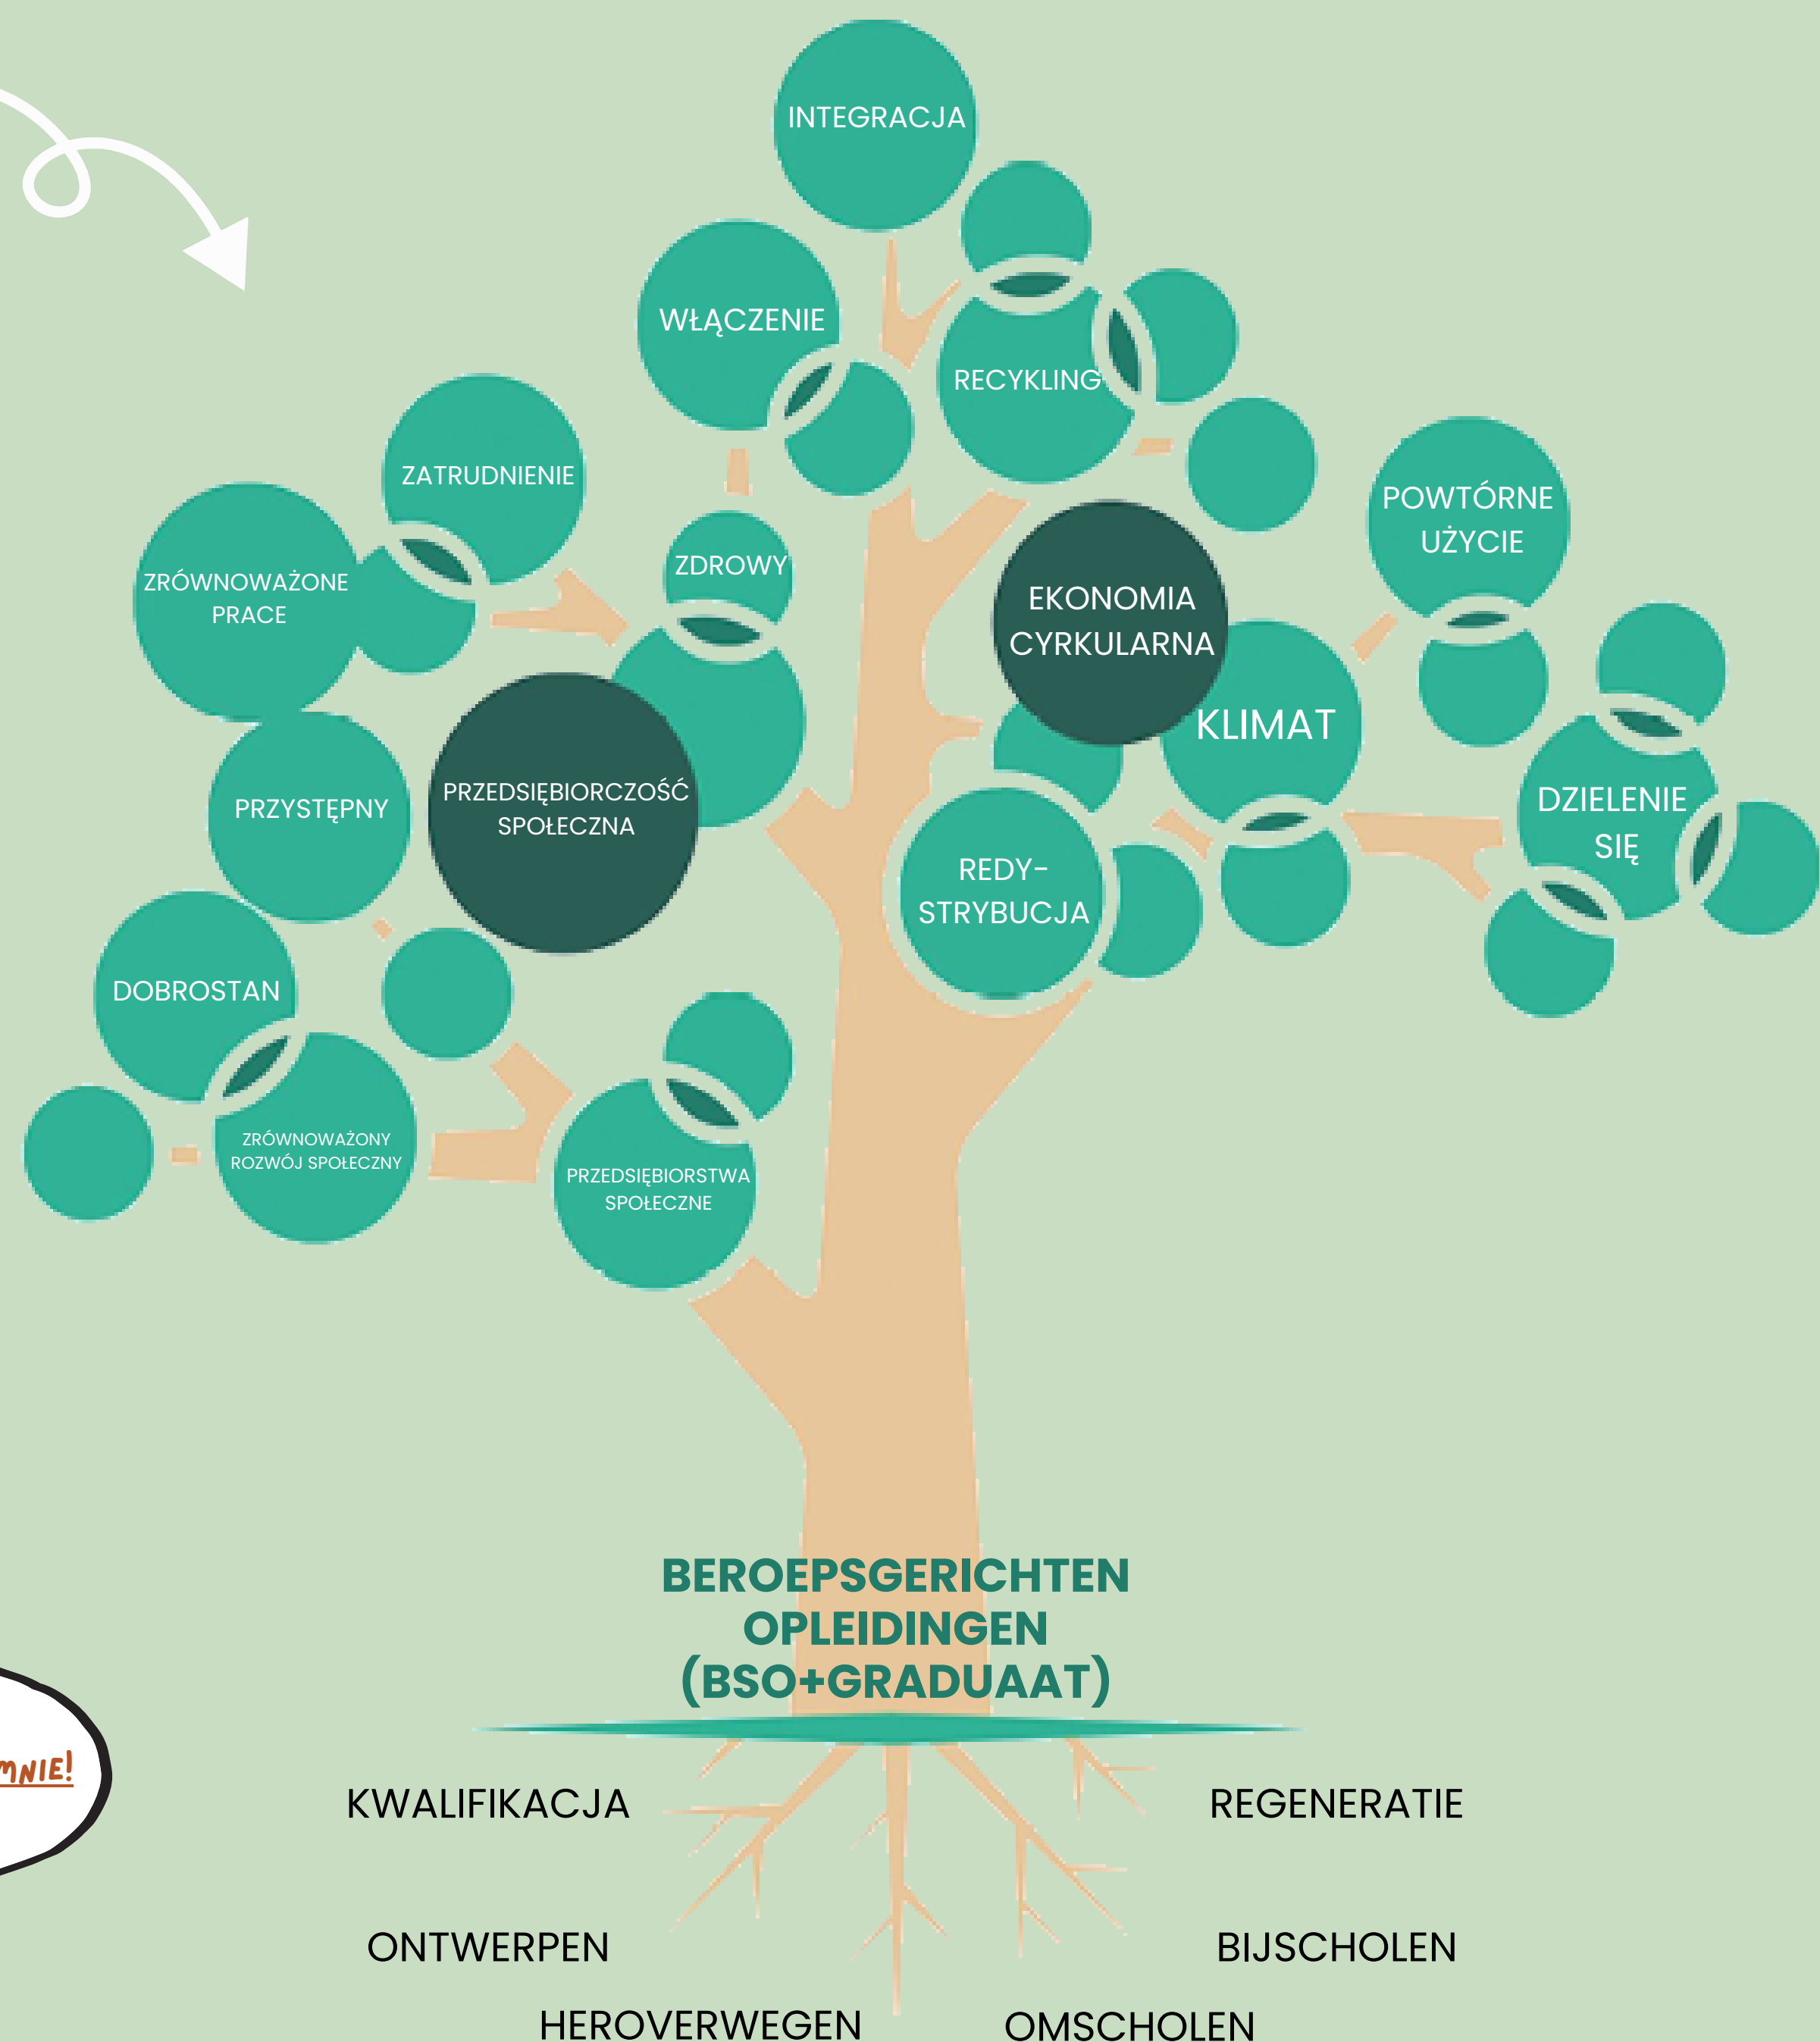 INTEGRACJA
WŁĄCZENIE
RECYKLING
ZATRUDNIENIE
POWTÓRNE
UŻYCIE
ZDROWY
ZRÓWNOWAŻONE
PRACE
EKONOMIA
CYRKULARNA
KLIMAT
PRZYSTĘPNY
PRZEDSIĘBIORCZOŚĆ
SPOŁECZNA
DZIELENIE
SIĘ
REDY-
STRYBUCJA
DOBROSTAN
ZRÓWNOWAŻONY
ROZWÓJ SPOŁECZNY
PRZEDSIĘBIORSTWA
SPOŁECZNE
BEROEPSGERICHTEN
OPLEIDINGEN
(BSO+GRADUAAT)
MNIE!
KWALIFIKACJA
REGENERATIE
ONTWERPEN
BIJSCHOLEN
HEROVERWEGEN
OMSCHOLEN